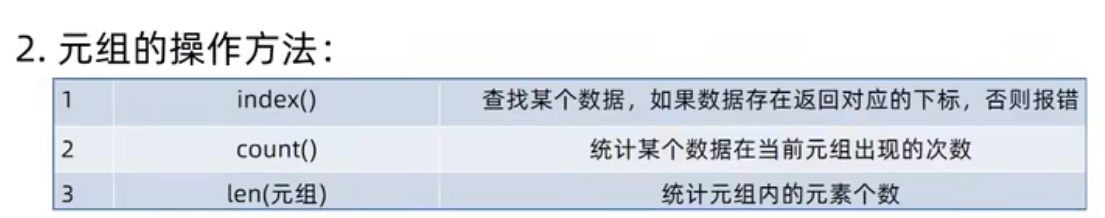 2. 元组的操作方法：
1 index() 查找某个数据，如果数据存在返回对应的下标，否则报错
2 count() 统计某个数据在当前元组出现的次数
3 len(元组) 统计元组内的元素个数